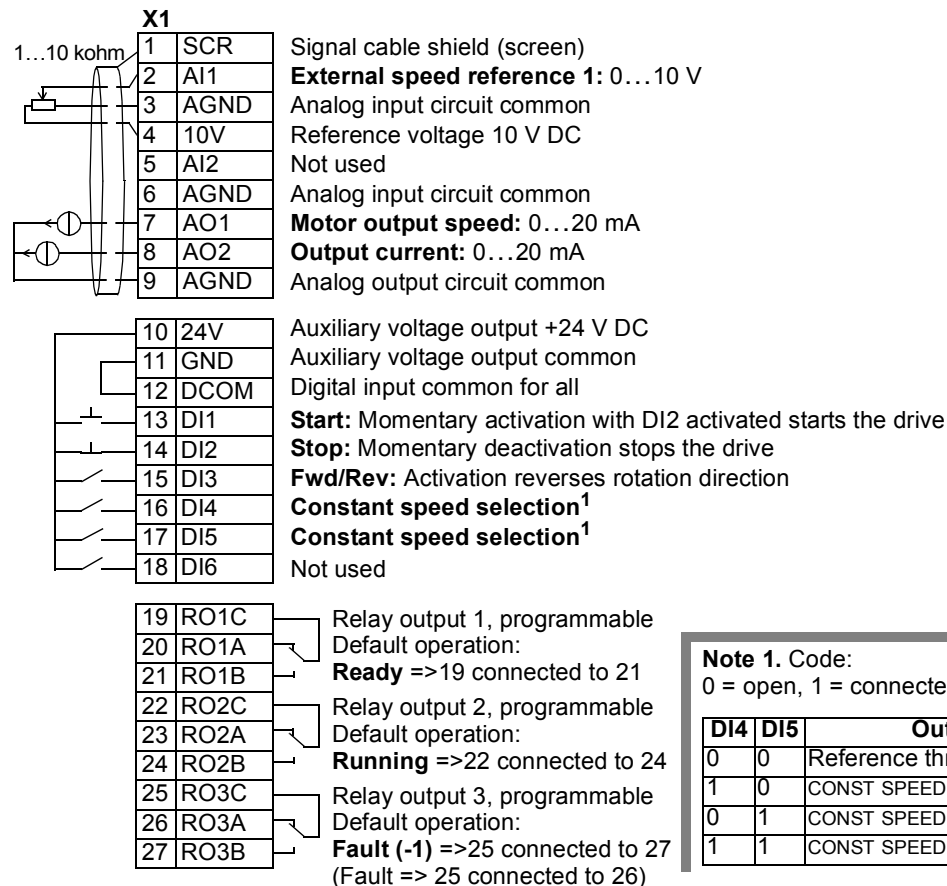 X1
1…10 kohm
1 SCR Signal cable shield (screen)
2 AI1 External speed reference 1: 0…10 V
3 AGND Analog input circuit common
4 10V Reference voltage 10 V DC
5 AI2 Not used
6 AGND Analog input circuit common
7 AO1 Motor output speed: 0…20 mA
8 AO2 Output current: 0…20 mA
9 AGND Analog output circuit common
10 24V Auxiliary voltage output +24 V DC
11 GND Auxiliary voltage output common
12 DCOM Digital input common for all
13 DI1 Start: Momentary activation with DI2 activated starts the drive
14 DI2 Stop: Momentary deactivation stops the drive
15 DI3 Fwd/Rev: Activation reverses rotation direction
16 DI4 Constant speed selection1
17 DI5 Constant speed selection1
18 DI6 Not used
19 RO1C Relay output 1, programmable
20 RO1A Default operation:
21 RO1B Ready =>19 connected to 21
22 RO2C Relay output 2, programmable
23 RO2A Default operation:
24 RO2B Running =>22 connected to 24
25 RO3C Relay output 3, programmable
26 RO3A Default operation:
27 RO3B Fault (-1) =>25 connected to 27
(Fault => 25 connected to 26)
Note 1. Code:
0 = open, 1 = connecte
DI4 DI5 Out
0 0 Reference thr
1 0 CONST SPEED
0 1 CONST SPEED
1 1 CONST SPEED